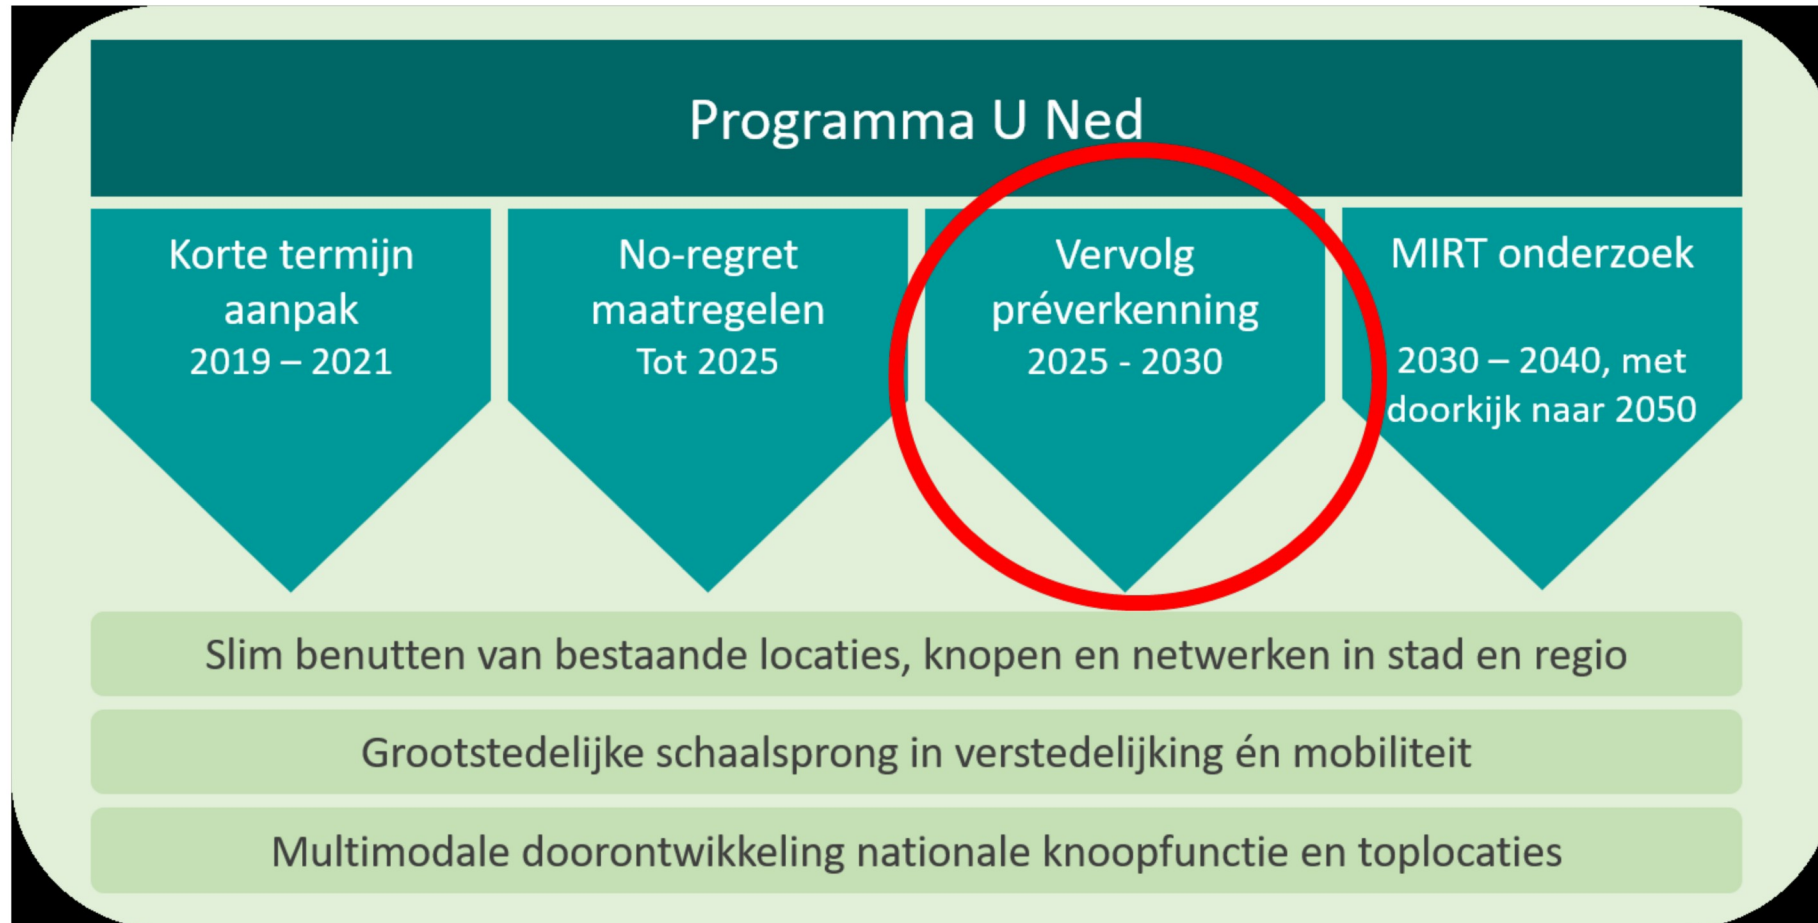 Programma U Ned
Korte termijn
aanpak
2019 – 2021
No-regret
maatregelen
Tot 2025
Vervolg
préverkenning
2025 - 2030
MIRT onderzoek
2030 – 2040, met
doorkijk naar 2050
Slim benutten van bestaande locaties, knopen en netwerken in stad en regio
Grootstedelijke schaalsprong in verstedelijking én mobiliteit
Multimodale doorontwikkeling nationale knoopfunctie en toplocaties